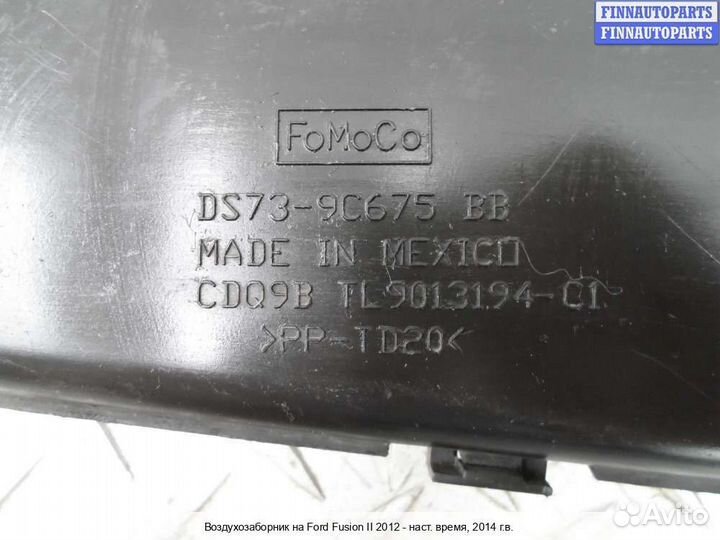 FINNAUTOPARTS
FINNAUTOPARTS
FoMoCo
DS73-9C675 BB
MADE IN MEXICO
CDQ9B TL9013194-C1
>PP-TD20<
Avito
Воздухозаборник на Ford Fusion II 2012 - наст. время, 2014 г.в.